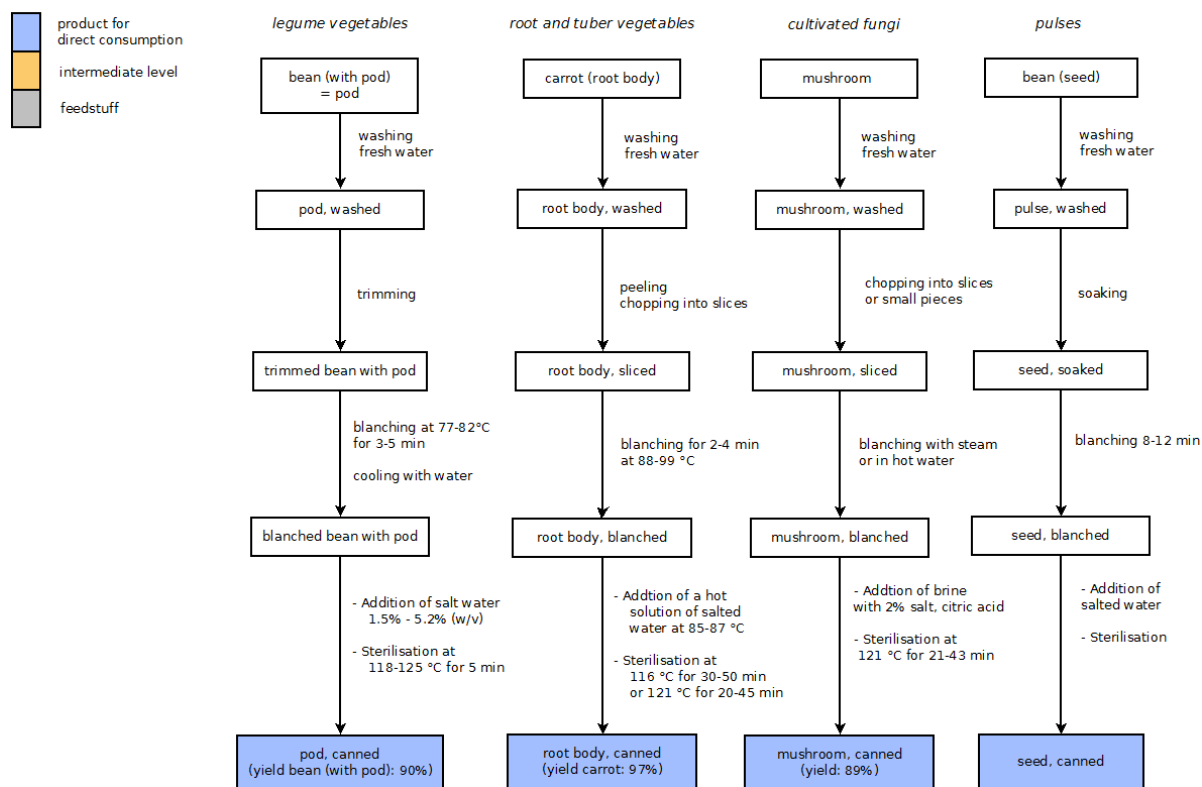 product for
direct consumption
intermediate level
feedstuff
legume vegetables
bean (with pod)
= pod
washing
fresh water
pod, washed
trimming
trimmed bean with pod
blanching at 77-82°C
for 3-5 min
cooling with water
blanched bean with pod
- Addition of salt water
1.5% - 5.2% (w/v)
- Sterilisation at
118-125 °C for 5 min
pod, canned
(yield bean (with pod): 90%)
root and tuber vegetables
carrot (root body)
washing
fresh water
root body, washed
peeling
chopping into slices
root body, sliced
blanching for 2-4 min
at 88-99 °C
root body, blanched
- Addtion of a hot
solution of salted
water at 85-87 °C
- Sterilisation at
116 °C for 30-50 min
or 121 °C for 20-45 min
root body, canned
(yield carrot: 97%)
cultivated fungi
mushroom
washing
fresh water
mushroom, washed
chopping into slices
or small pieces
mushroom, sliced
blanching with steam
or in hot water
mushroom, blanched
- Addtion of brine
with 2% salt, citric acid
- Sterilisation at
121 °C for 21-43 min
mushroom, canned
(yield: 89%)
pulses
bean (seed)
washing
fresh water
pulse, washed
soaking
seed, soaked
blanching 8-12 min
seed, blanched
- Addition of
salted water
- Sterilisation
seed, canned